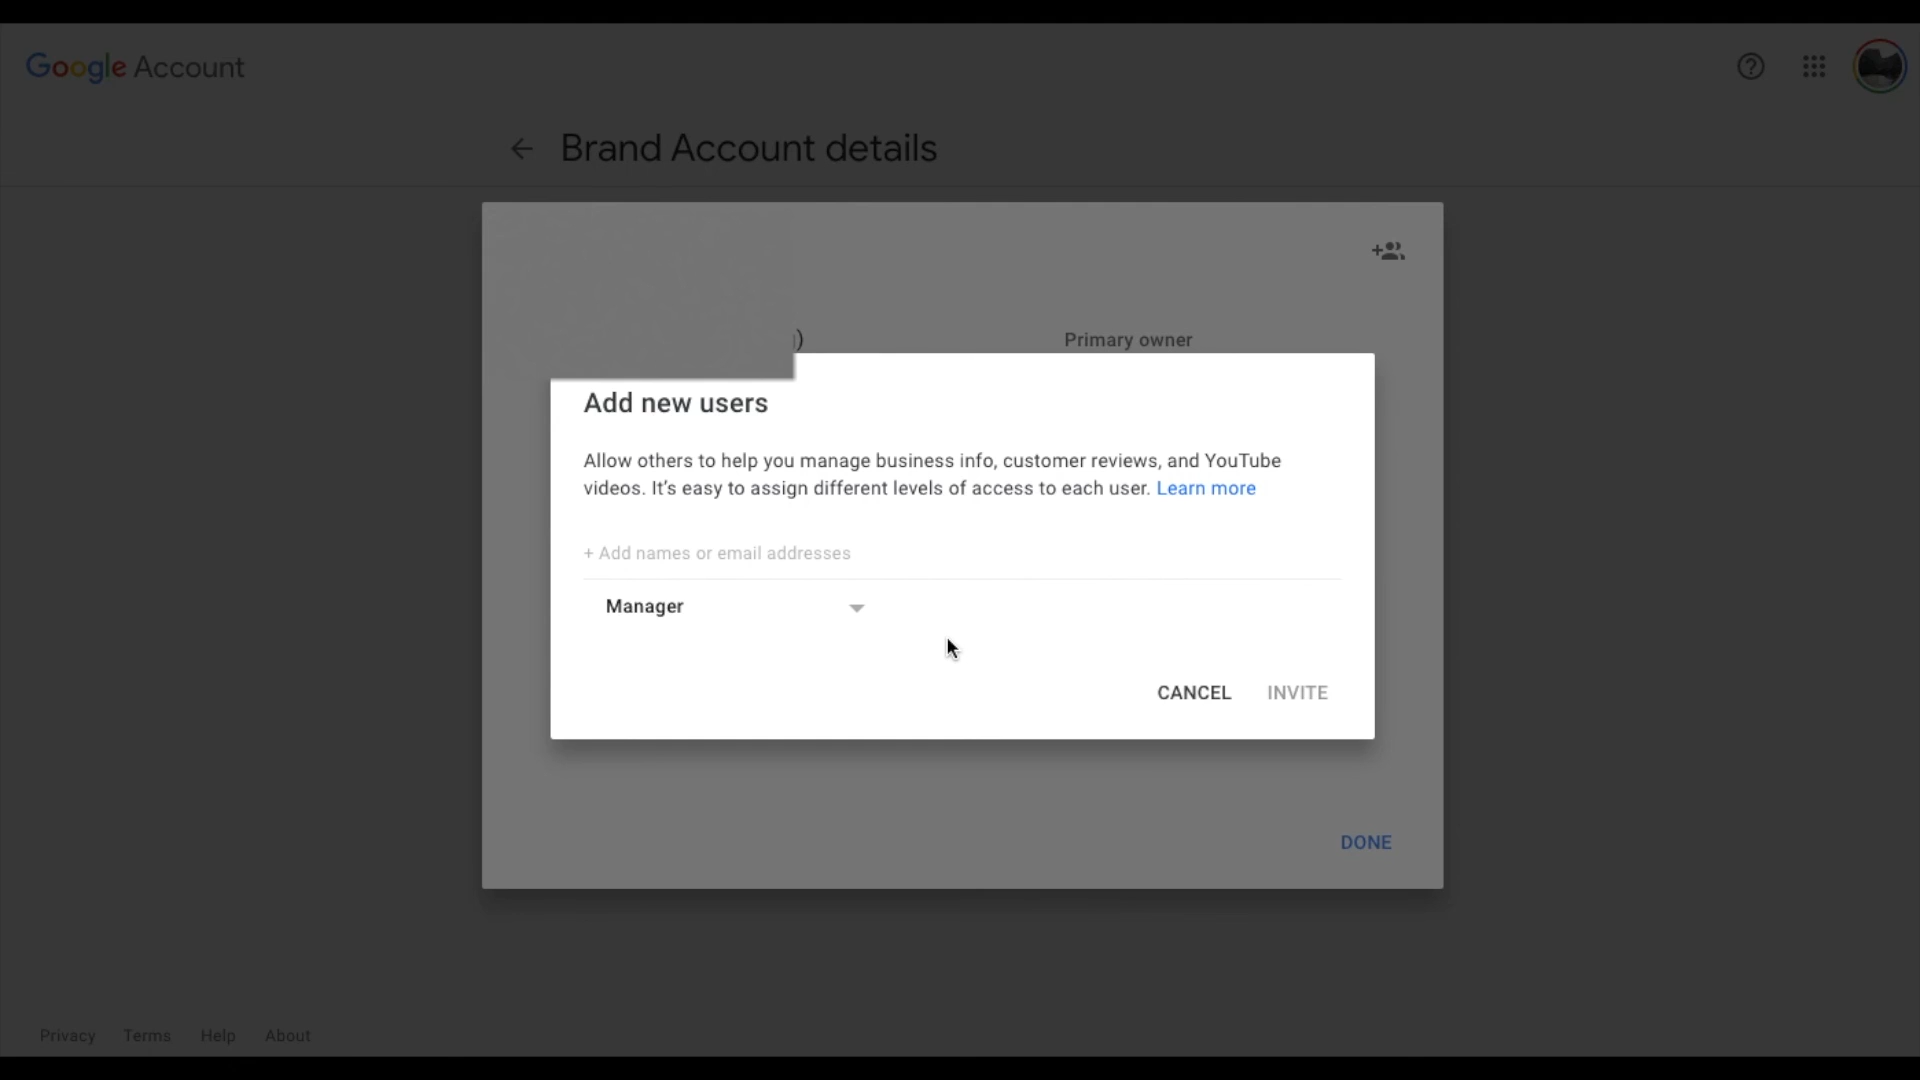 Google Account
Brand Account details
)
Primary owner
Add new users
Allow others to help you manage business info, customer reviews, and YouTube
videos. It’s easy to assign different levels of access to each user. Learn more
+ Add names or email addresses
Manager
CANCEL INVITE
DONE
Privacy Terms Help About